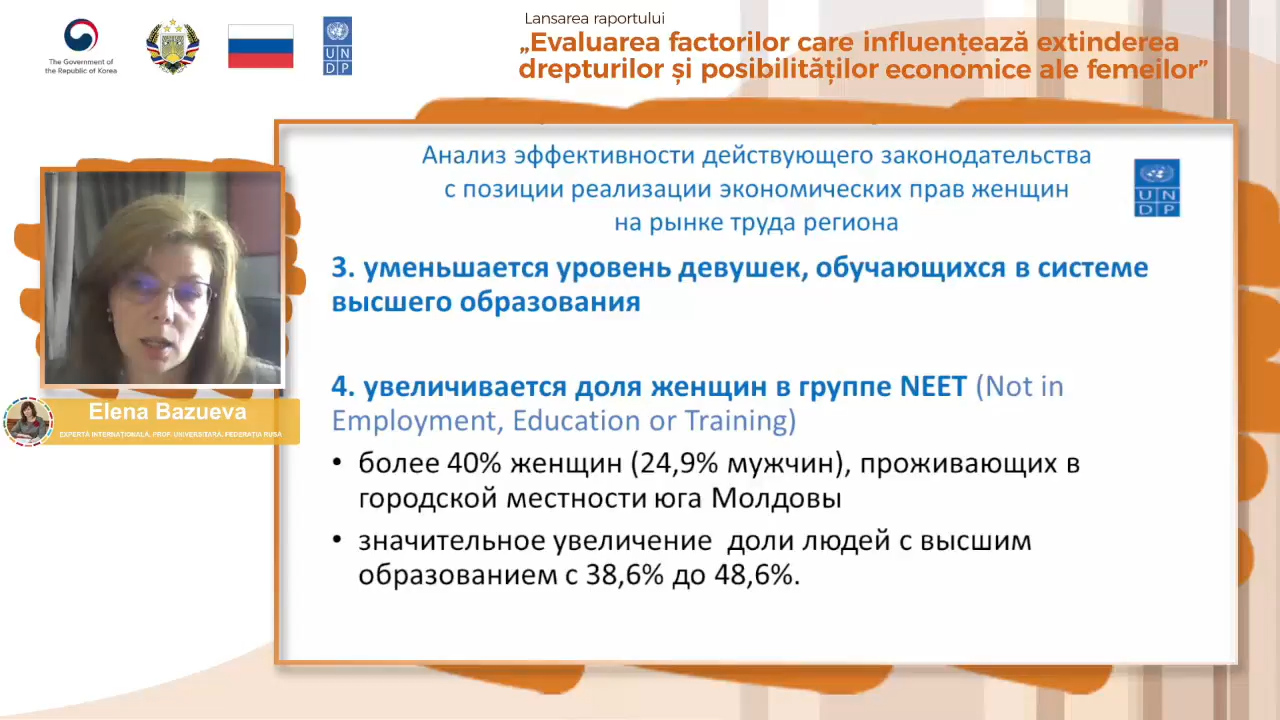 The Government of
the Republic of Korea
U N
D P
Lansarea raportului
„Evaluarea factorilor care influențează extinderea
drepturilor și posibilităților economice ale femeilor”
Анализ эффективности действующего законодательства
с позиции реализации экономических прав женщин
на рынке труда региона
U N
D P
3. уменьшается уровень девушек, обучающихся в системе
высшего образования
4. увеличивается доля женщин в группе NEET (Not in
Employment, Education or Training)
• более 40% женщин (24,9% мужчин), проживающих в
городской местности юга Молдовы
• значительное увеличение доли людей с высшим
образованием с 38,6% до 48,6%.
Elena Bazueva
EXPERTĂ INTERNAȚIONALĂ, PROF. UNIVERSITARĂ, FEDERAȚIA RUSĂ